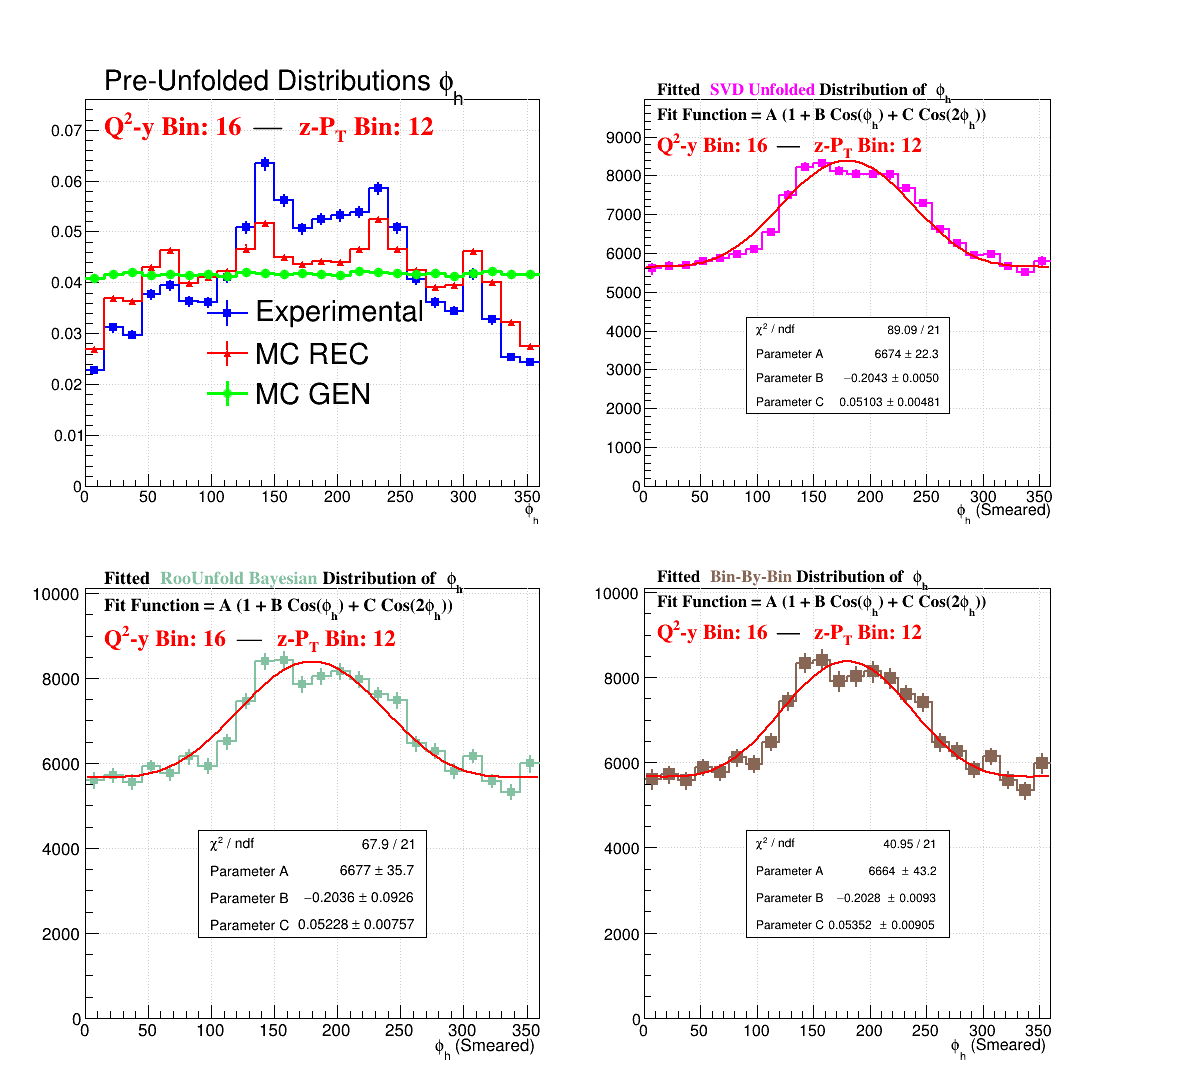 Pre-Unfolded Distributions ϕh
Q²-y Bin: 16 — z-PT Bin: 12
0.07
0.06
0.05
0.04
0.03
0.02
0.01
0
Experimental
MC REC
MC GEN
0 50 100 150 200 250 300 350
ϕh
Fitted SVD Unfolded Distribution of ϕh
Fit Function = A (1 + B Cos(ϕh) + C Cos(2ϕh))
Q²-y Bin: 16 — z-PT Bin: 12
9000
8000
7000
6000
5000
4000
3000
2000
1000
0
χ² / ndf 89.09 / 21
Parameter A 6674 ± 22.3
Parameter B −0.2043 ± 0.0050
Parameter C 0.05103 ± 0.00481
0 50 100 150 200 250 300 350
ϕh (Smeared)
Fitted RooUnfold Bayesian Distribution of ϕh
Fit Function = A (1 + B Cos(ϕh) + C Cos(2ϕh))
Q²-y Bin: 16 — z-PT Bin: 12
10000
8000
6000
4000
2000
0
χ² / ndf 67.9 / 21
Parameter A 6677 ± 35.7
Parameter B −0.2036 ± 0.0926
Parameter C 0.05228 ± 0.00757
0 50 100 150 200 250 300 350
ϕh (Smeared)
Fitted Bin-By-Bin Distribution of ϕh
Fit Function = A (1 + B Cos(ϕh) + C Cos(2ϕh))
Q²-y Bin: 16 — z-PT Bin: 12
10000
8000
6000
4000
2000
0
χ² / ndf 40.95 / 21
Parameter A 6664 ± 43.2
Parameter B −0.2028 ± 0.0093
Parameter C 0.05352 ± 0.00905
0 50 100 150 200 250 300 350
ϕh (Smeared)